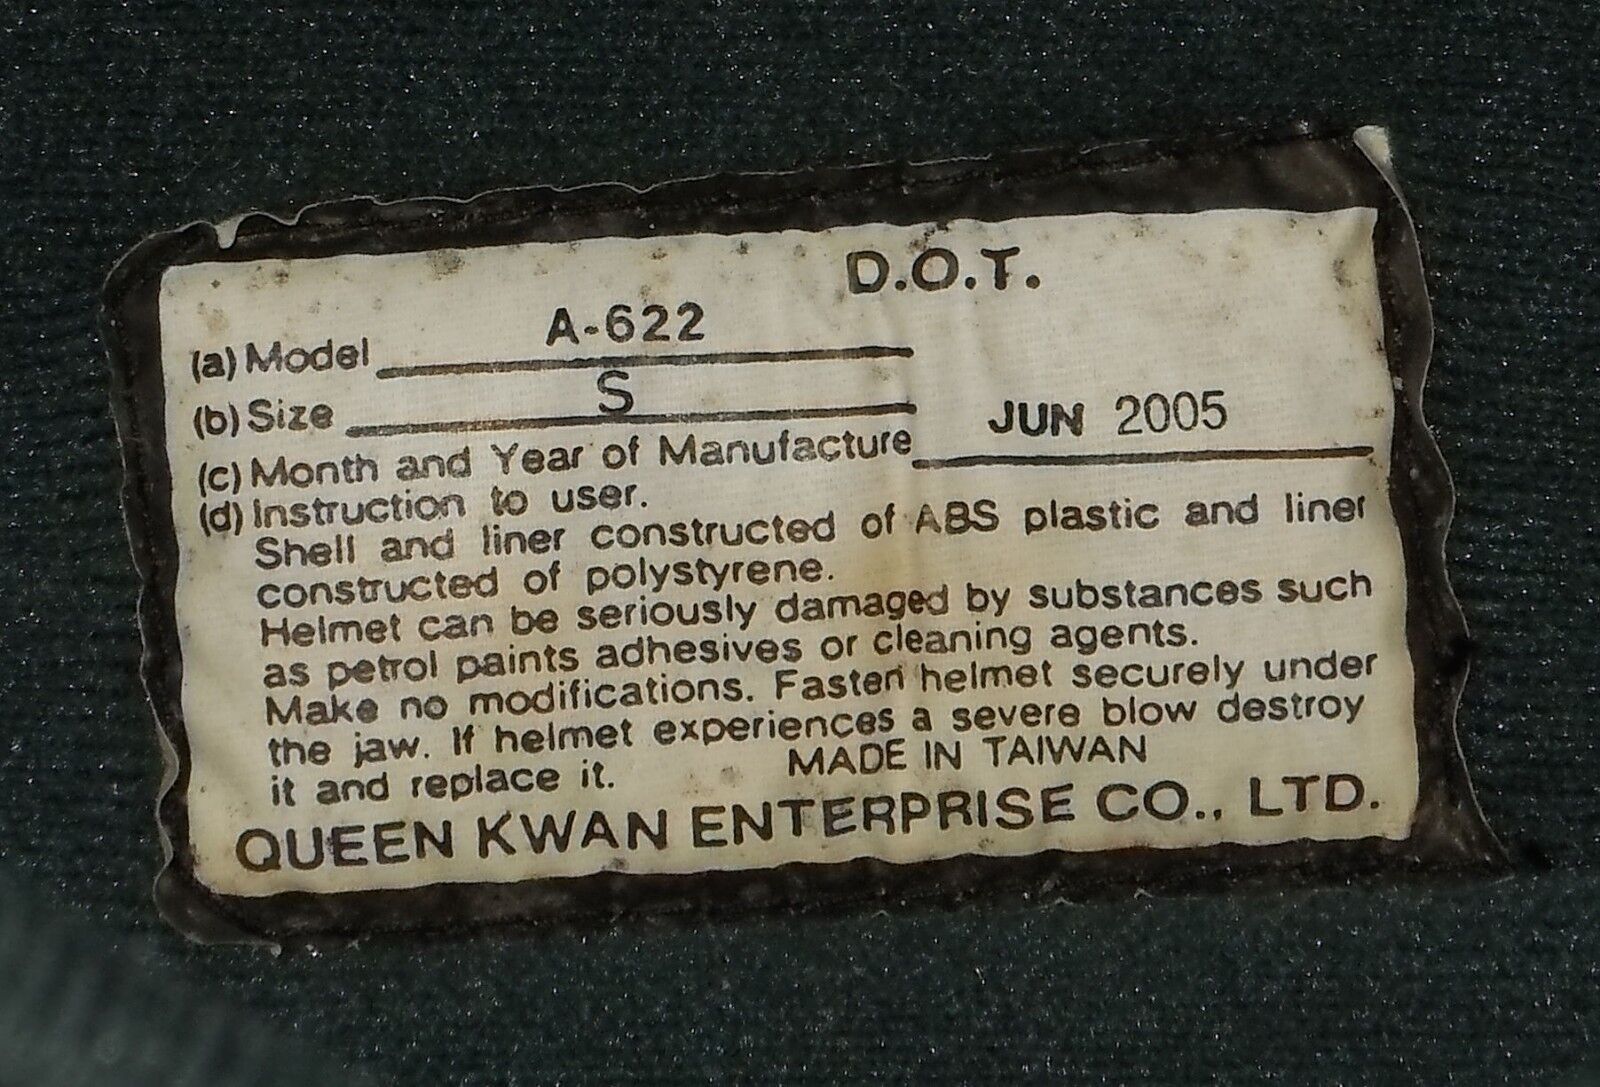 D.O.T.
(a) Model A-622
(b) Size S
(c) Month and Year of Manufacture JUN 2005
(d) Instruction to user.
Shell and liner constructed of ABS plastic and liner
constructed of polystyrene.
Helmet can be seriously damaged by substances such
as petrol paints adhesives or cleaning agents.
Make no modifications. Fasten helmet securely under
the jaw. If helmet experiences a severe blow destroy
it and replace it.
MADE IN TAIWAN
QUEEN KWAN ENTERPRISE CO., LTD.